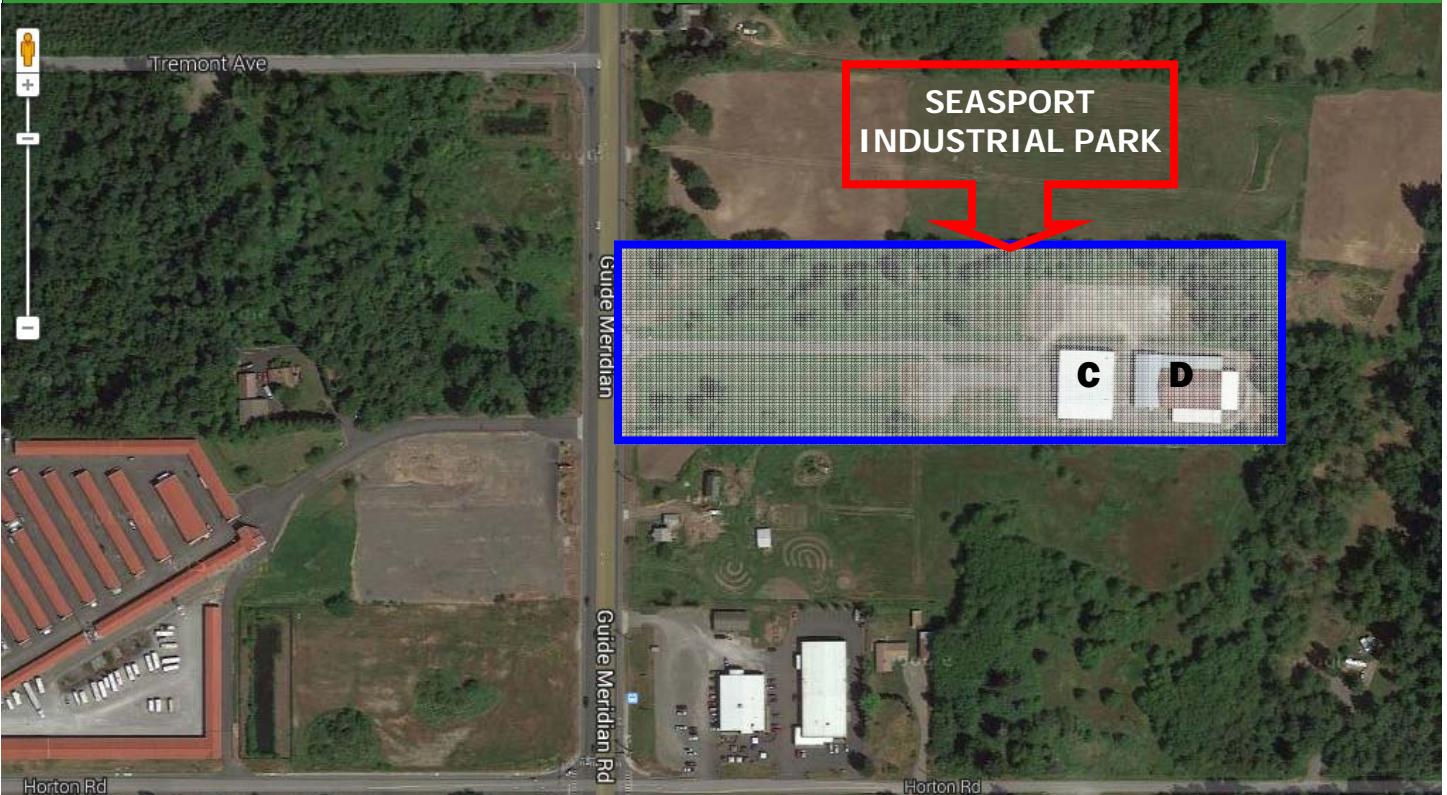 Tremont Ave
SEASPORT
INDUSTRIAL PARK
Guide Meridian
C
D
Guide Meridian Rd
Horton Rd
Horton Rd